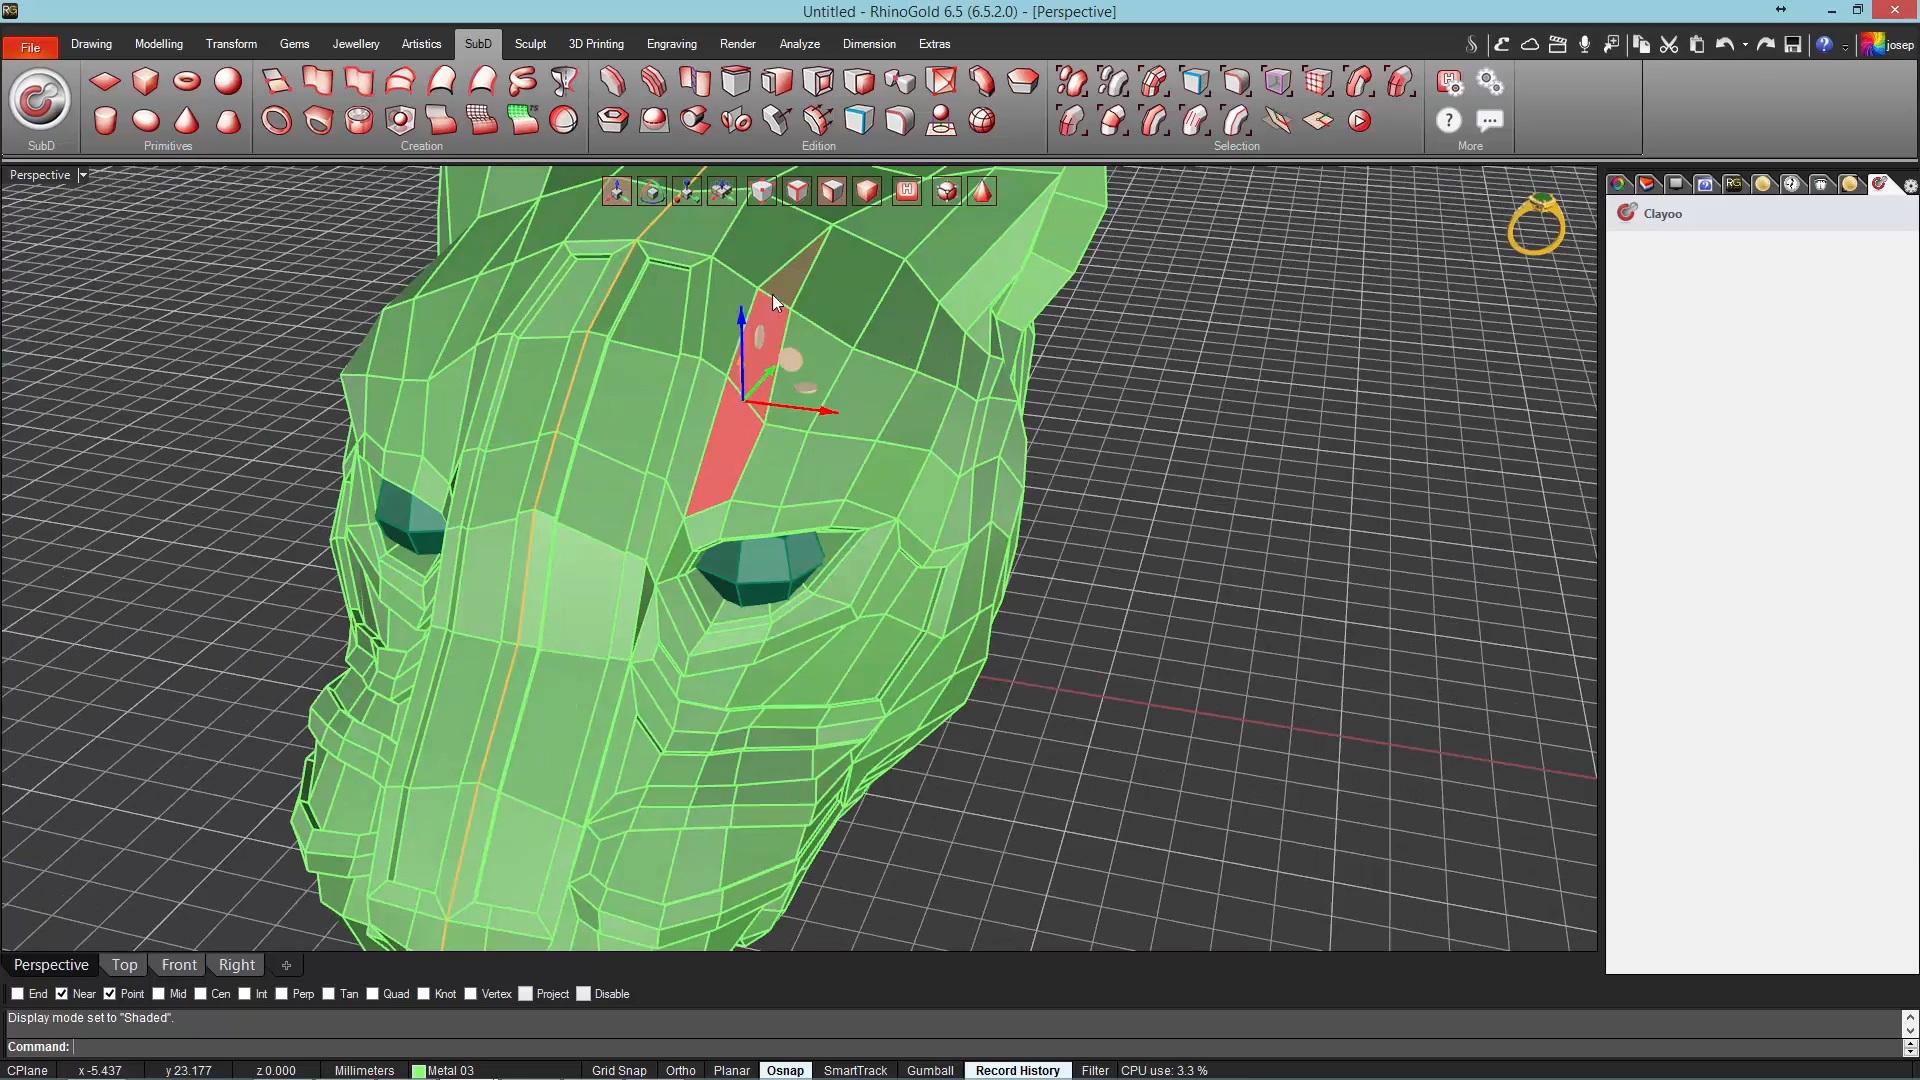 Untitled - RhinoGold 6.5 (6.5.2.0) - [Perspective]
File Drawing Modelling Transform Gems Jewellery Artistics SubD Sculpt 3D Printing Engraving Render Analyze Dimension Extras josep
SubD Primitives Creation Edition Selection More
Perspective
Clayoo
Perspective Top Front Right
End Near Point Mid Cen Int Perp Tan Quad Knot Vertex Project Disable
Display mode set to "Shaded".
Command:
CPlane x -5.437 y 23.177 z 0.000 Millimeters Metal 03 Grid Snap Ortho Planar Osnap SmartTrack Gumball Record History Filter CPU use: 3.3 %